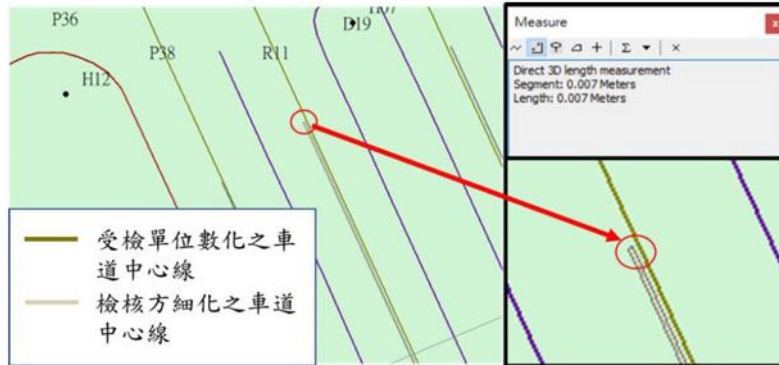 P36
H12
P38
R11
D19
Measure
Direct 3D length measurement
Segment: 0.007 Meters
Length: 0.007 Meters
受檢單位數化之車
道中心線
檢核方細化之車道
中心線